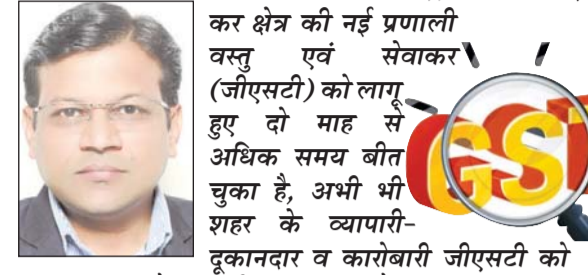 कर क्षेत्र की नई प्रणाली
वस्तु एवं सेवाकर
(जीएसटी) को लागू
हुए दो माह से
अधिक समय बीत
चुका है, अभी भी
शहर के व्यापारी-
दूकानदार व कारोबारी जीएसटी को
GST